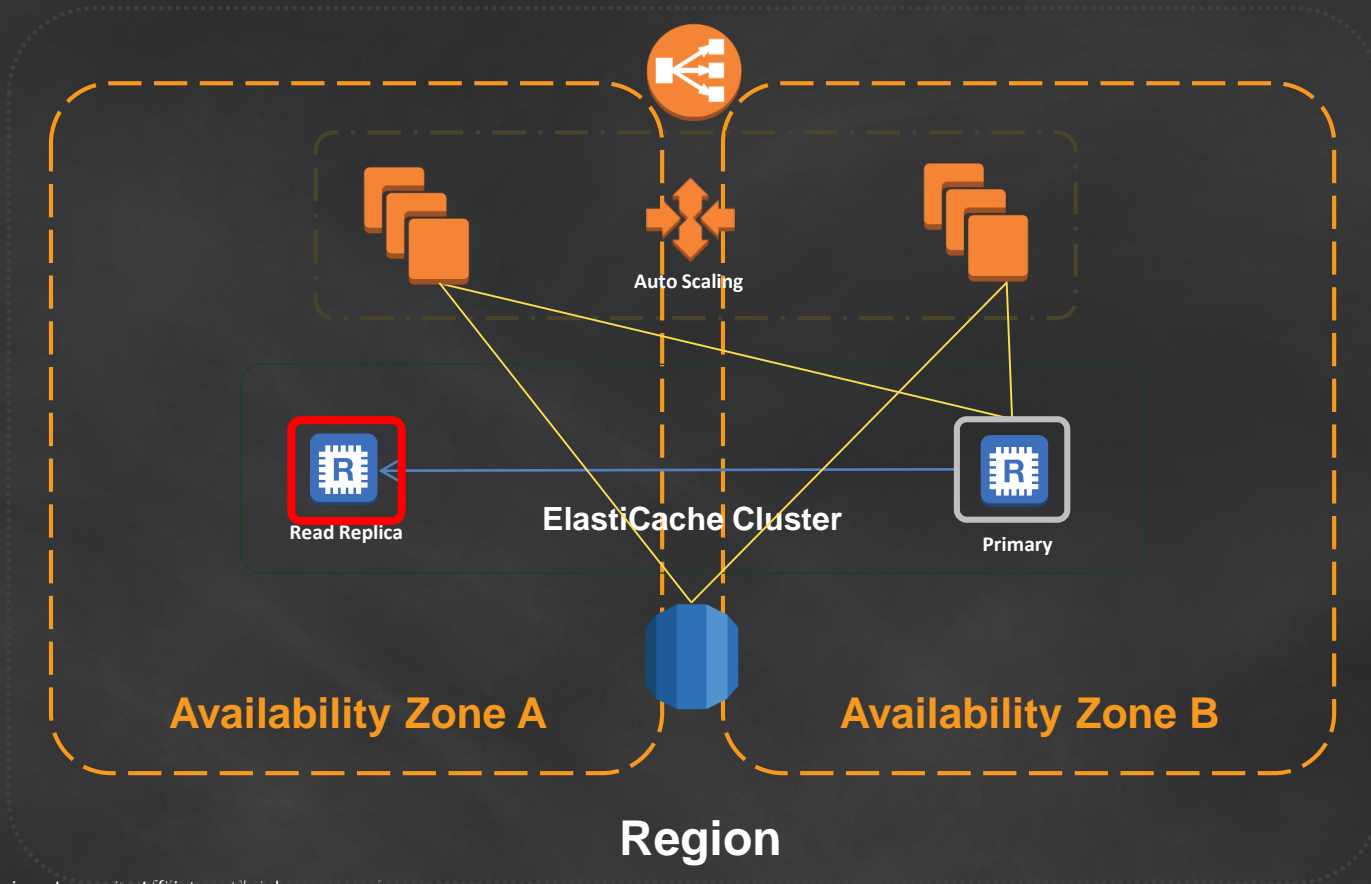 Auto Scaling
R
R
ElastiCache Cluster
Read Replica
Primary
Availability Zone A
Availability Zone B
Region